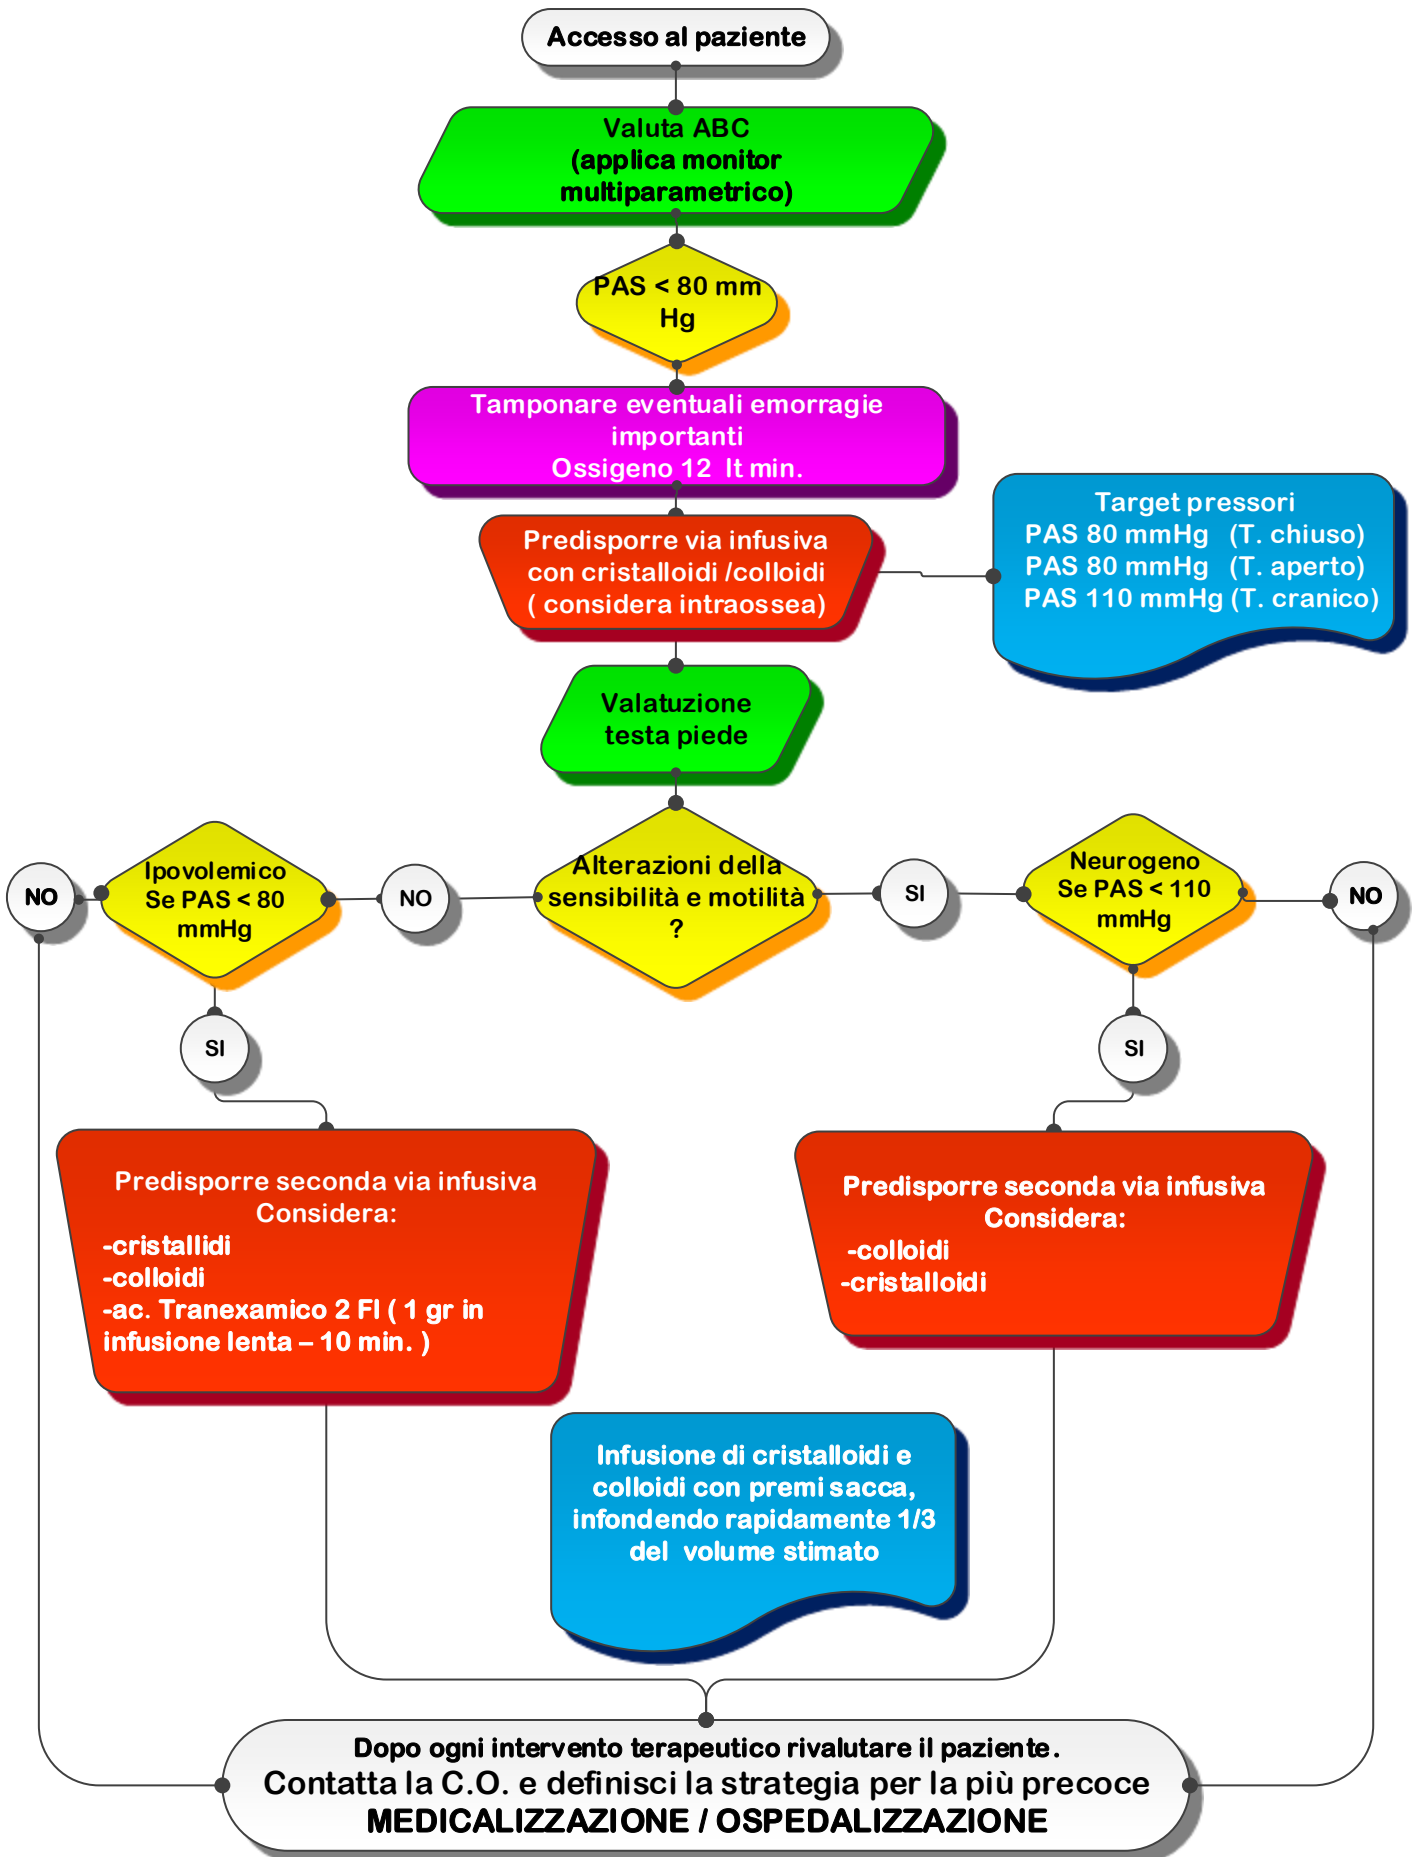 Accesso al paziente
Valuta ABC
(applica monitor
multiparametrico)
PAS < 80 mm
Hg
Tamponare eventuali emorragie
importanti
Ossigeno 12 lt min.
Predisporre via infusiva
con cristalloidi /colloidi
( considera intraossea)
Target pressori
PAS 80 mmHg (T. chiuso)
PAS 80 mmHg (T. aperto)
PAS 110 mmHg (T. cranico)
Valatuzione
testa piede
NO
Ipovolemico
Se PAS < 80
mmHg
NO
Alterazioni della
sensibilità e motilità
?
SI
Neurogeno
Se PAS < 110
mmHg
NO
SI
SI
Predisporre seconda via infusiva
Considera:
-cristallidi
-colloidi
-ac. Tranexamico 2 Fl ( 1 gr in
infusione lenta – 10 min. )
Predisporre seconda via infusiva
Considera:
-colloidi
-cristalloidi
Infusione di cristalloidi e
colloidi con premi sacca,
infondendo rapidamente 1/3
del volume stimato
Dopo ogni intervento terapeutico rivalutare il paziente.
Contatta la C.O. e definisci la strategia per la più precoce
MEDICALIZZAZIONE / OSPEDALIZZAZIONE